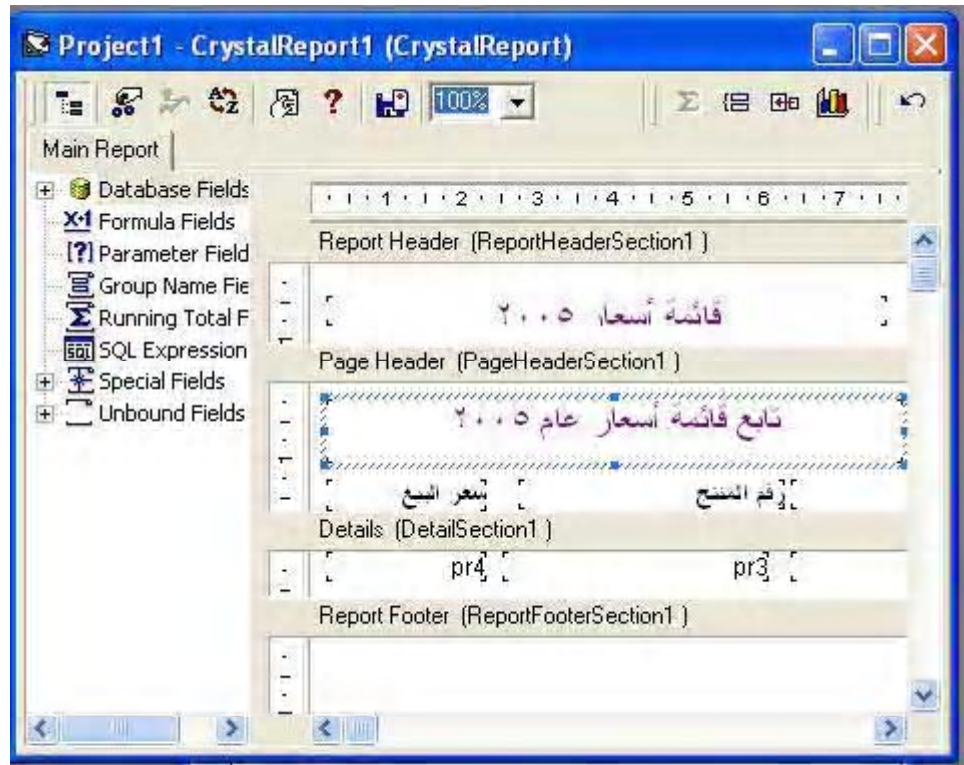 Project1 - CrystalReport1 (CrystalReport)
100%
Main Report
Database Fields
Formula Fields
Parameter Field
Group Name Fie
Running Total F
SQL Expression
Special Fields
Unbound Fields
1 2 3 4 5 6 7
Report Header (ReportHeaderSection1 )
قائمة أسعار ٢٠٠٥
Page Header (PageHeaderSection1 )
تابع قائمة أسعار عام ٢٠٠٥
رقم المنتج سعر البيع
Details (DetailSection1 )
pr4 pr3
Report Footer (ReportFooterSection1 )